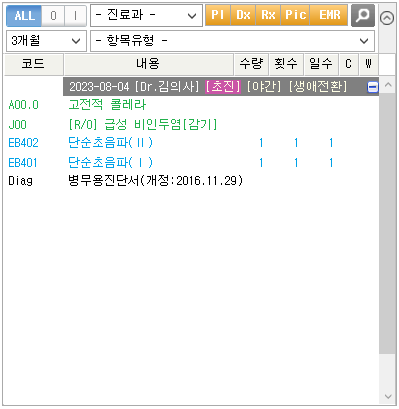 ALL O I - 진료과 - PI Dx Rx Pic EMR
3개월 - 항목유형 -
코드 내용 수량 횟수 일수 C W
2023-08-04 [Dr.김의사] [초진] [야간] [생애전환]
A00.0 고전적 콜레라
J00 [R/O] 급성 비인두염[감기]
EB402 단순초음파(Ⅱ) 1 1 1
EB401 단순초음파(Ⅰ) 1 1 1
Diag 병무용진단서(개정:2016.11.29)